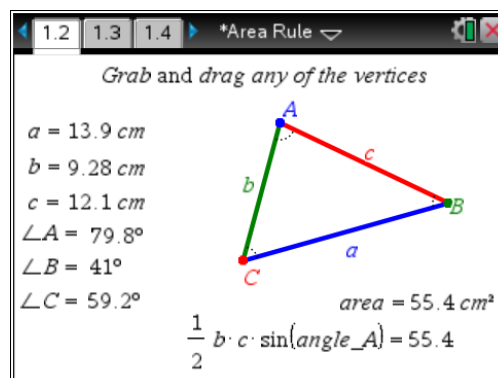 1.2 1.3 1.4 *Area Rule
Grab and drag any of the vertices
a = 13.9 cm
b = 9.28 cm
c = 12.1 cm
∠A = 79.8°
∠B = 41°
∠C = 59.2°
A
c
b
B
a
C
area = 55.4 cm²
1/2 b·c·sin(angle_A) = 55.4